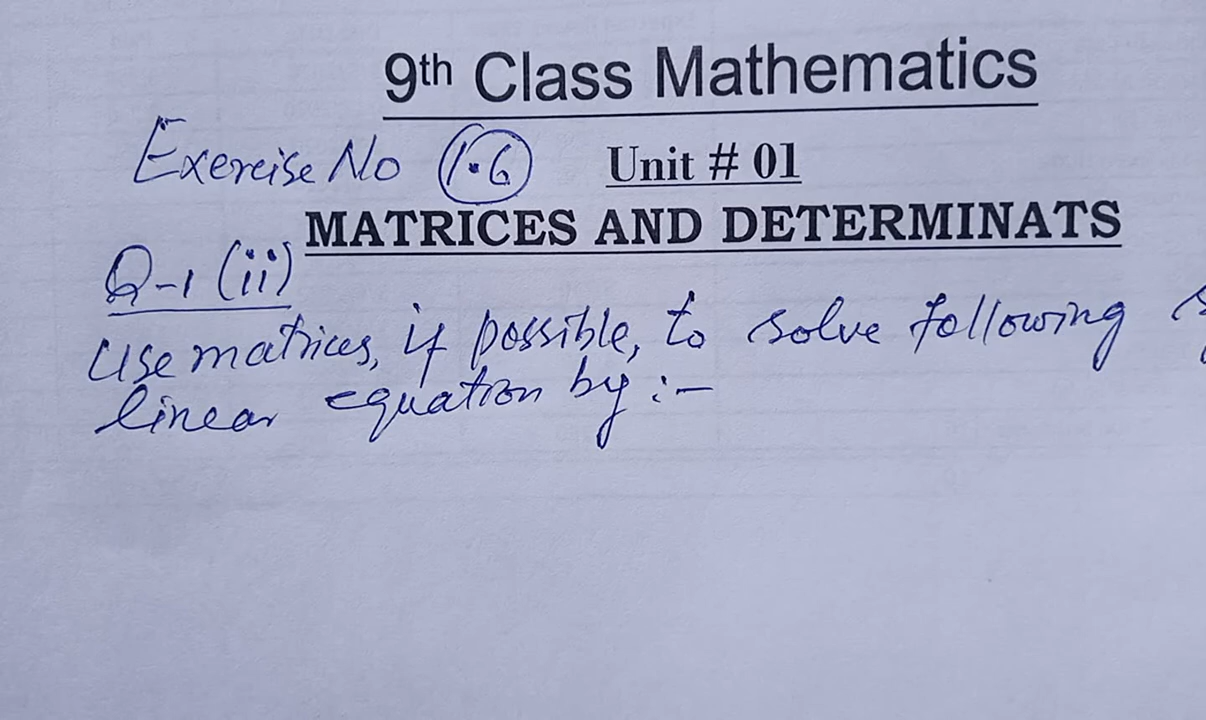 9th Class Mathematics
Exercise No 1.6 Unit # 01
MATRICES AND DETERMINATS
Q-1 (ii)
Use matrices, if possible, to solve following
linear equation by :-